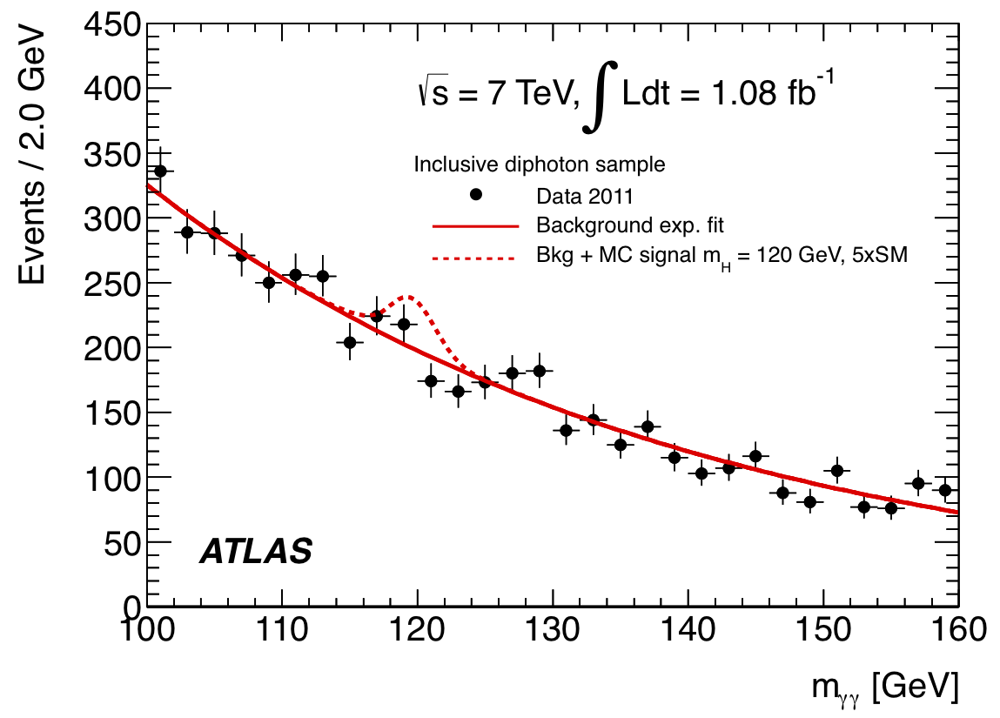 450
400
350
300
250
200
150
100
50
0
Events / 2.0 GeV
√s = 7 TeV, ∫ Ldt = 1.08 fb⁻¹
Inclusive diphoton sample
Data 2011
Background exp. fit
Bkg + MC signal m_H = 120 GeV, 5xSM
ATLAS
100 110 120 130 140 150 160
m_γγ [GeV]